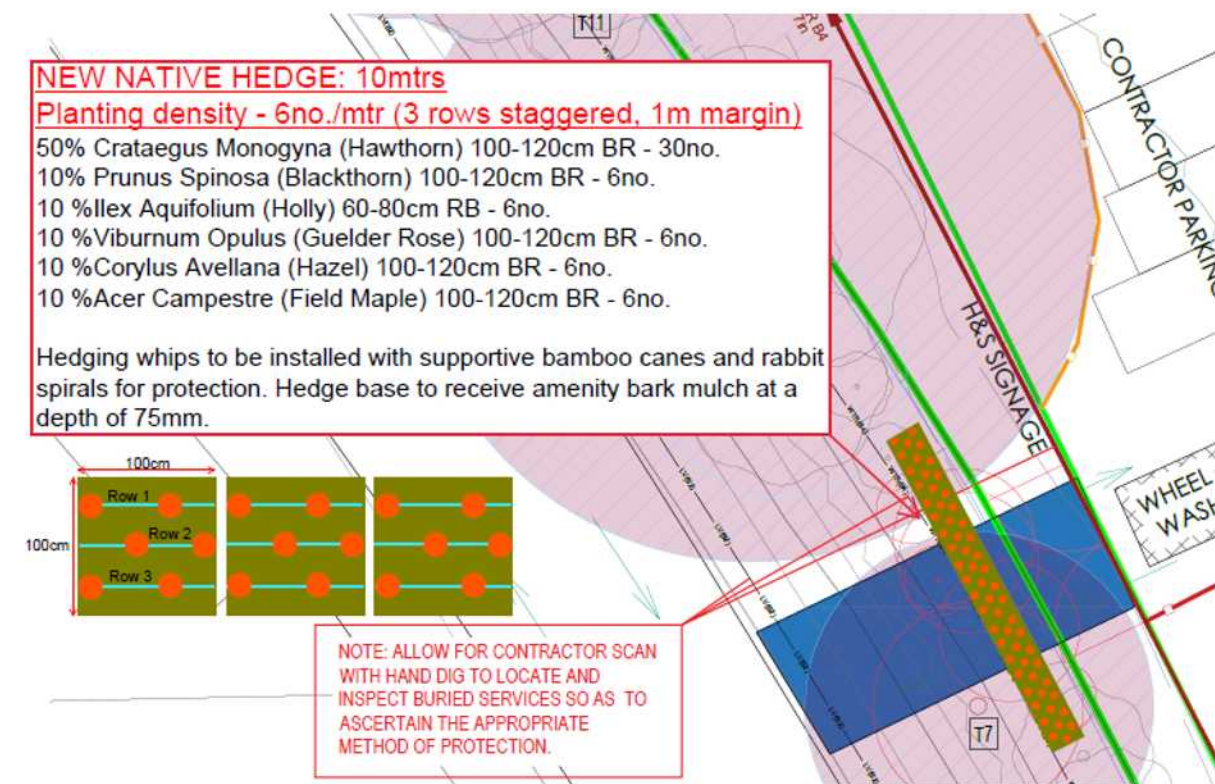 T11
R B4
7in
CONTRACTOR PARKING
NEW NATIVE HEDGE: 10mtrs
Planting density - 6no./mtr (3 rows staggered, 1m margin)
50% Crataegus Monogyna (Hawthorn) 100-120cm BR - 30no.
10% Prunus Spinosa (Blackthorn) 100-120cm BR - 6no.
10 %Ilex Aquifolium (Holly) 60-80cm RB - 6no.
10 %Viburnum Opulus (Guelder Rose) 100-120cm BR - 6no.
10 %Corylus Avellana (Hazel) 100-120cm BR - 6no.
10 %Acer Campestre (Field Maple) 100-120cm BR - 6no.
Hedging whips to be installed with supportive bamboo canes and rabbit
spirals for protection. Hedge base to receive amenity bark mulch at a
depth of 75mm.
H&S SIGNAGE
WHEEL
WASH
100cm
100cm
Row 1
Row 2
Row 3
NOTE: ALLOW FOR CONTRACTOR SCAN
WITH HAND DIG TO LOCATE AND
INSPECT BURIED SERVICES SO AS TO
ASCERTAIN THE APPROPRIATE
METHOD OF PROTECTION.
T7